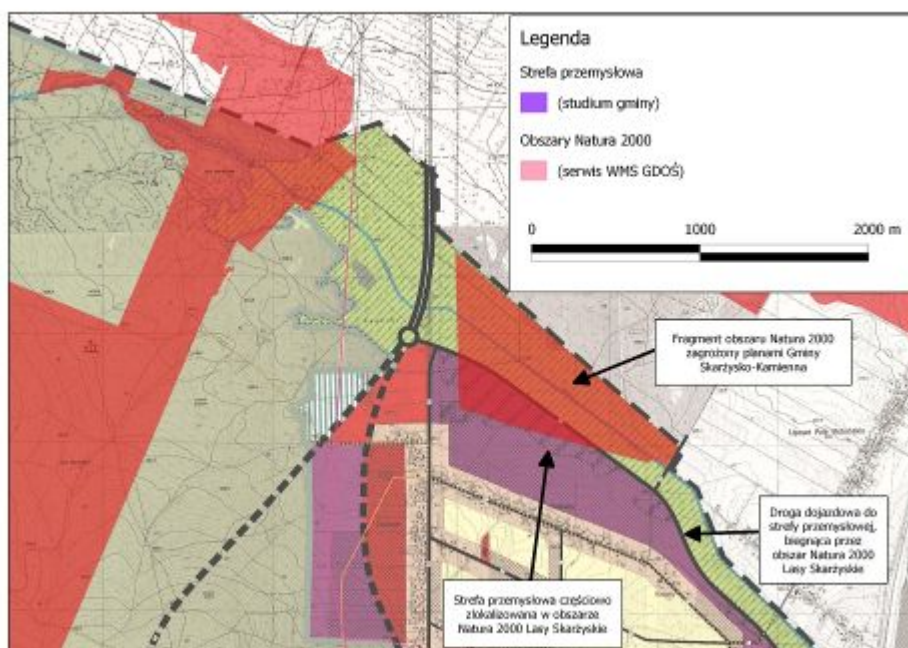 Legenda
Strefa przemysłowa
(studium gminy)
Obszary Natura 2000
(serwis WMS GDOŚ)
0 1000 2000 m
Fragment obszaru Natura 2000
zagrożony planami Gminy
Skarżysko-Kamienna
Droga dojazdowa do
strefy przemysłowej,
biegnąca przez
obszar Natura 2000
Lasy Skarżyskie
Strefa przemysłowa częściowo
zlokalizowana w obszarze
Natura 2000 Lasy Skarżyskie